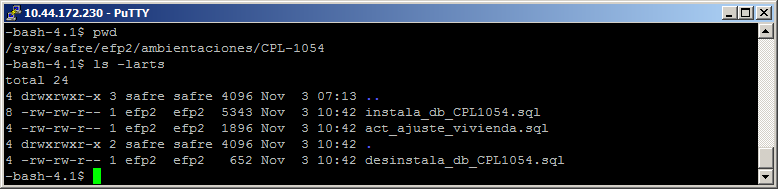 10.44.172.230 - PuTTY
-bash-4.1$ pwd
/sysx/safre/efp2/ambientaciones/CPL-1054
-bash-4.1$ ls -larts
total 24
4 drwxrwxr-x 3 safre safre 4096 Nov  3 07:13 ..
8 -rw-rw-r-- 1 efp2  efp2  5343 Nov  3 10:42 instala_db_CPL1054.sql
4 -rw-rw-r-- 1 efp2  efp2  1896 Nov  3 10:42 act_ajuste_vivienda.sql
4 drwxrwxr-x 2 safre safre 4096 Nov  3 10:42 .
4 -rw-rw-r-- 1 efp2  efp2   652 Nov  3 10:42 desinstala_db_CPL1054.sql
-bash-4.1$